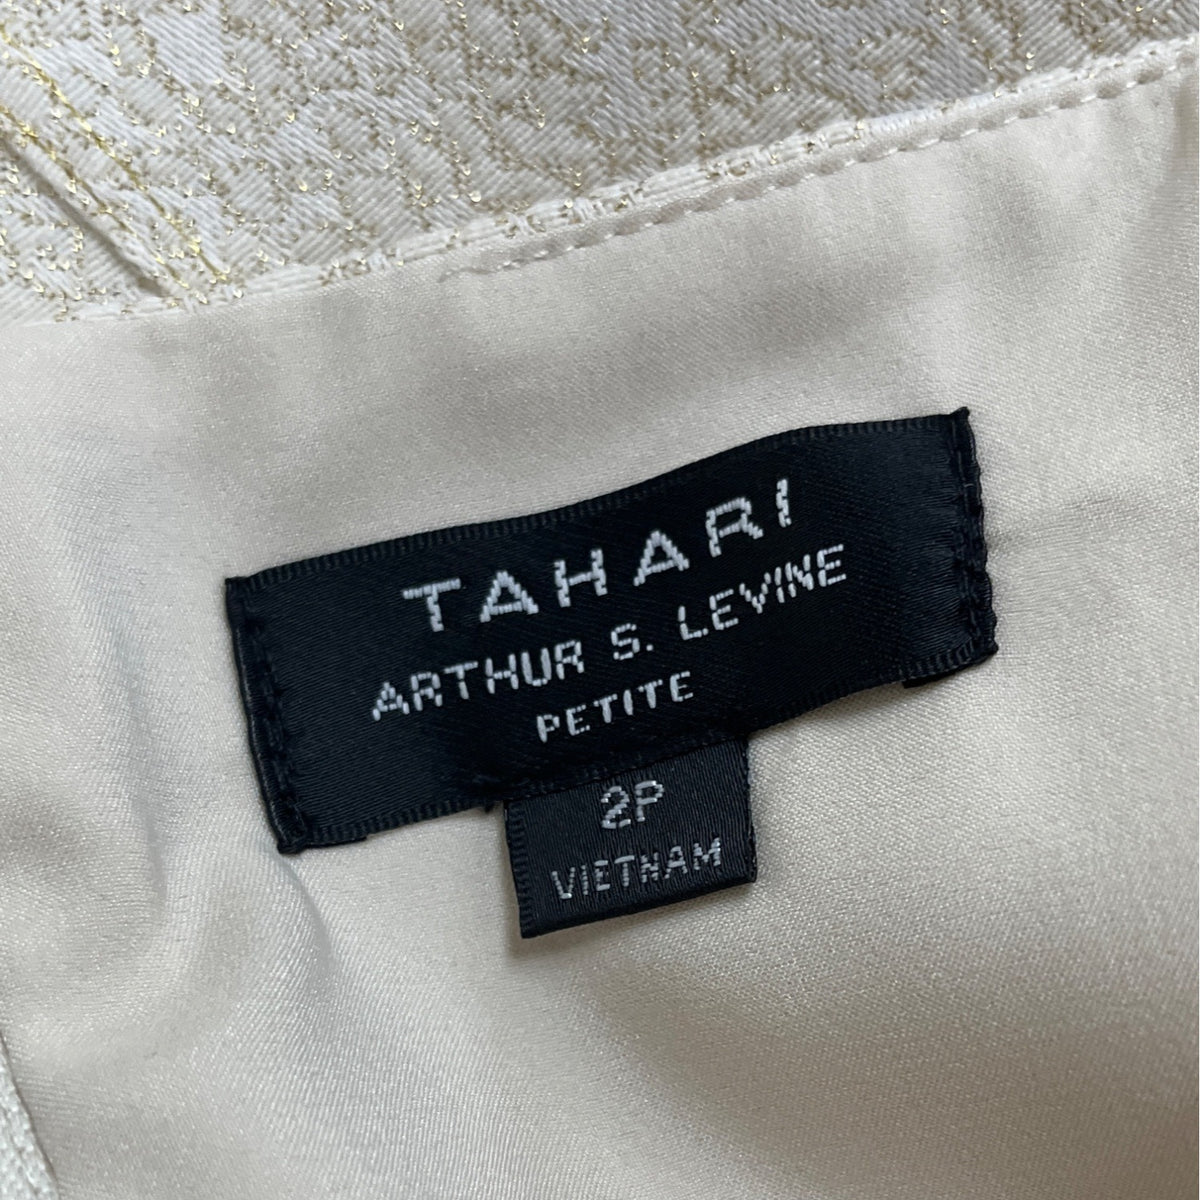 TAHARI
ARTHUR S. LEVINE
PETITE
2P
VIETNAM